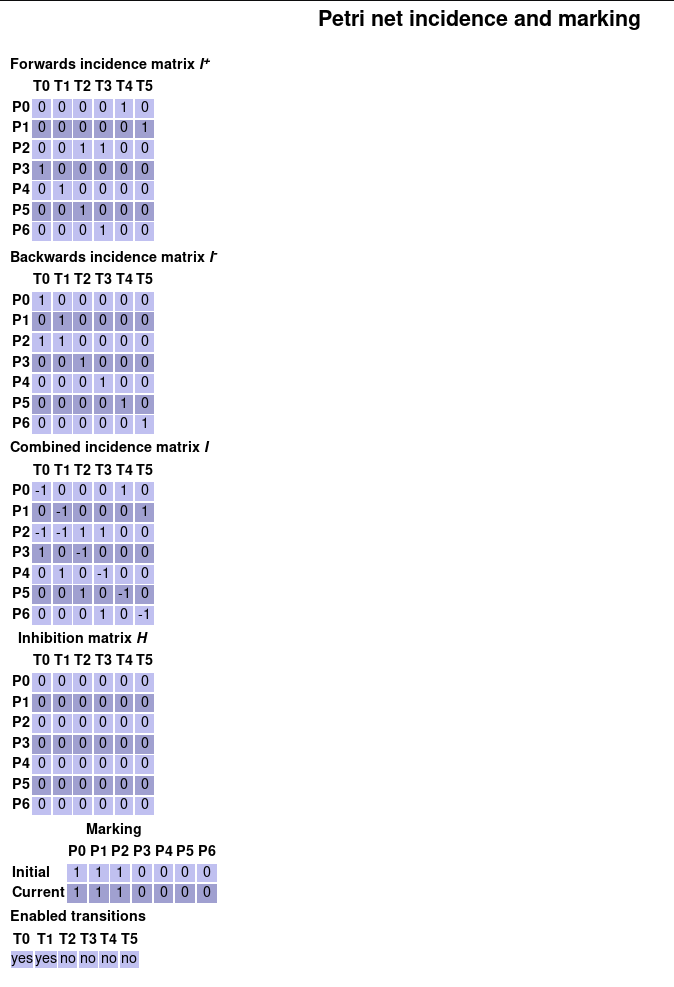 Petri net incidence and marking
Forwards incidence matrix I+
T0 T1 T2 T3 T4 T5
P0 0 0 0 0 1 0
P1 0 0 0 0 0 1
P2 0 0 1 1 0 0
P3 1 0 0 0 0 0
P4 0 1 0 0 0 0
P5 0 0 1 0 0 0
P6 0 0 0 1 0 0
Backwards incidence matrix I-
T0 T1 T2 T3 T4 T5
P0 1 0 0 0 0 0
P1 0 1 0 0 0 0
P2 1 1 0 0 0 0
P3 0 0 1 0 0 0
P4 0 0 0 1 0 0
P5 0 0 0 0 1 0
P6 0 0 0 0 0 1
Combined incidence matrix I
T0 T1 T2 T3 T4 T5
P0 -1 0 0 0 1 0
P1 0 -1 0 0 0 1
P2 -1 -1 1 1 0 0
P3 1 0 -1 0 0 0
P4 0 1 0 -1 0 0
P5 0 0 1 0 -1 0
P6 0 0 0 1 0 -1
Inhibition matrix H
T0 T1 T2 T3 T4 T5
P0 0 0 0 0 0 0
P1 0 0 0 0 0 0
P2 0 0 0 0 0 0
P3 0 0 0 0 0 0
P4 0 0 0 0 0 0
P5 0 0 0 0 0 0
P6 0 0 0 0 0 0
Marking
P0 P1 P2 P3 P4 P5 P6
Initial 1 1 1 0 0 0 0
Current 1 1 1 0 0 0 0
Enabled transitions
T0 T1 T2 T3 T4 T5
yes yes no no no no